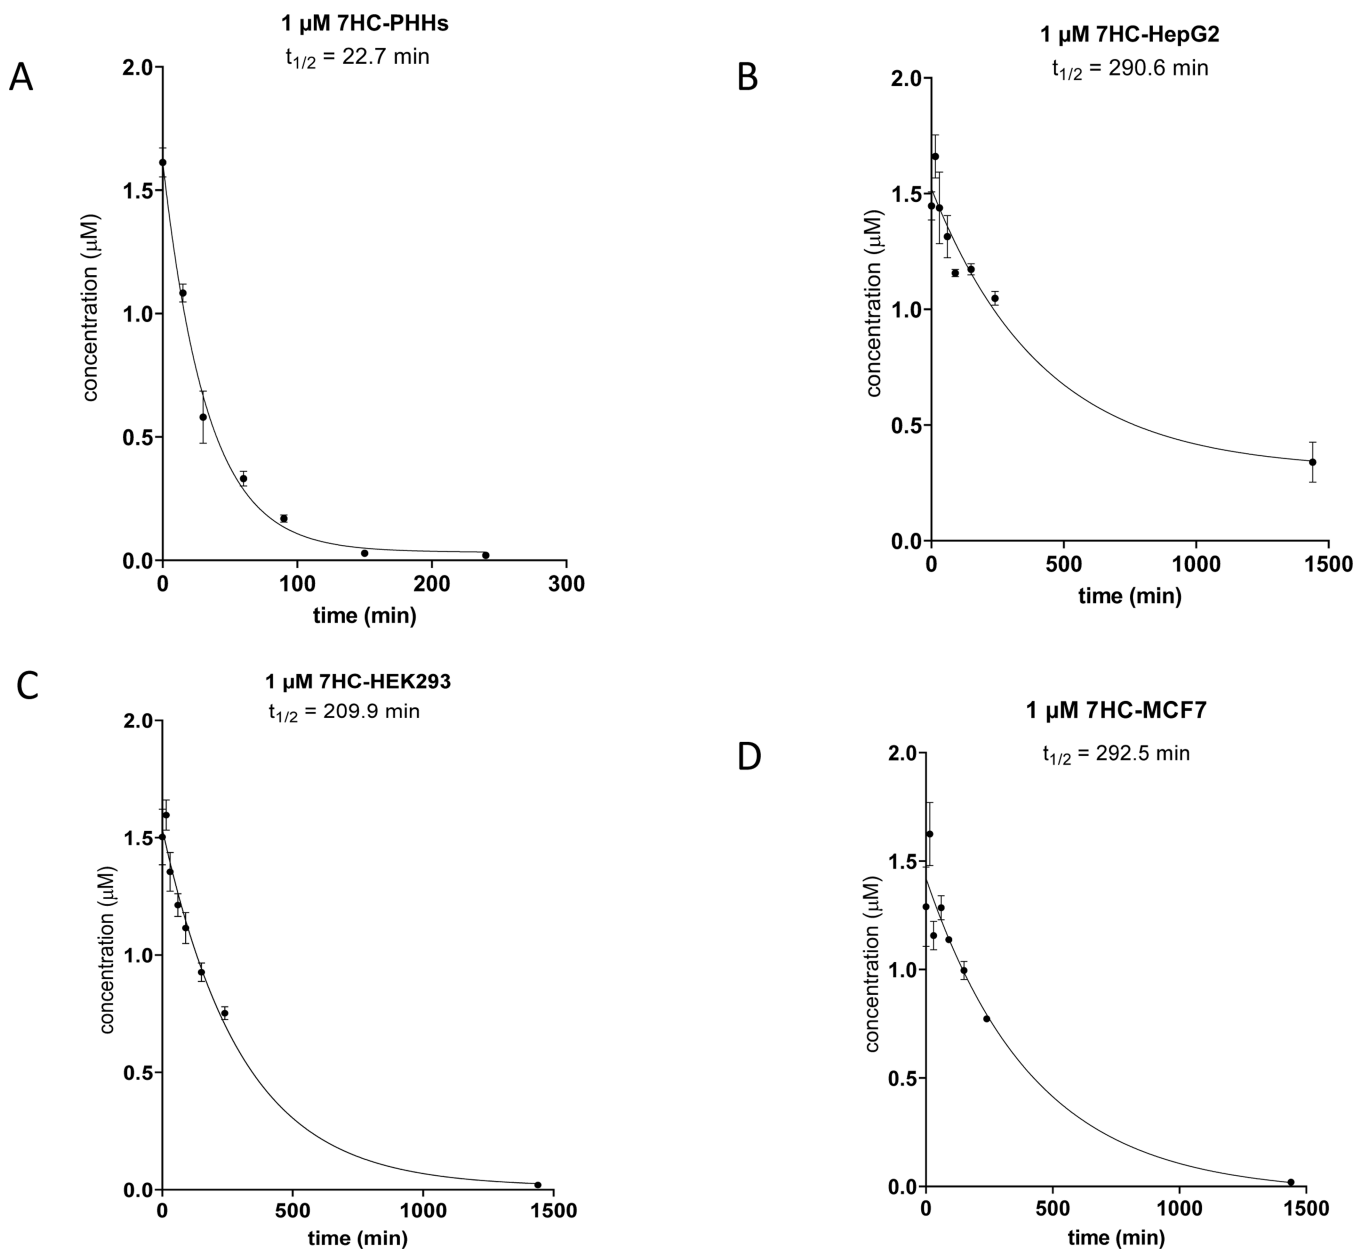 A
1 µM 7HC-PHHs
t1/2 = 22.7 min
2.0
1.5
1.0
0.5
0.0
concentration (µM)
0 100 200 300
time (min)
B
1 µM 7HC-HepG2
t1/2 = 290.6 min
2.0
1.5
1.0
0.5
0.0
concentration (µM)
0 500 1000 1500
time (min)
C
1 µM 7HC-HEK293
t1/2 = 209.9 min
2.0
1.5
1.0
0.5
0.0
concentration (µM)
0 500 1000 1500
time (min)
D
1 µM 7HC-MCF7
t1/2 = 292.5 min
2.0
1.5
1.0
0.5
0.0
concentration (µM)
0 500 1000 1500
time (min)